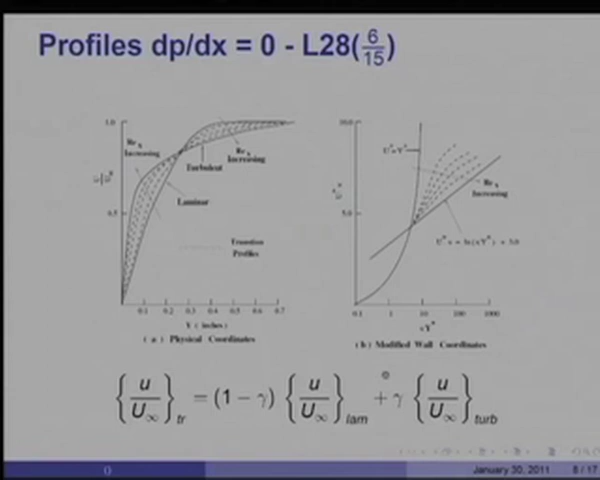 Profiles dp/dx = 0 - L28(6/15)
1.0
Re x
Increasing
Re x
Increasing
Turbulent
Laminar
0.5
Transition
Profiles
0.1 0.2 0.3 0.4 0.5 0.6 0.7
Y ( inches )
( a ) Physical Coordinates
10.0
5.0
Re x
Increasing
0.1 1 10 100 1000
( b ) Modified Wall Coordinates
{u/U∞}tr = (1 − γ) {u/U∞}lam + γ {u/U∞}turb
January 30, 2011 8 / 17